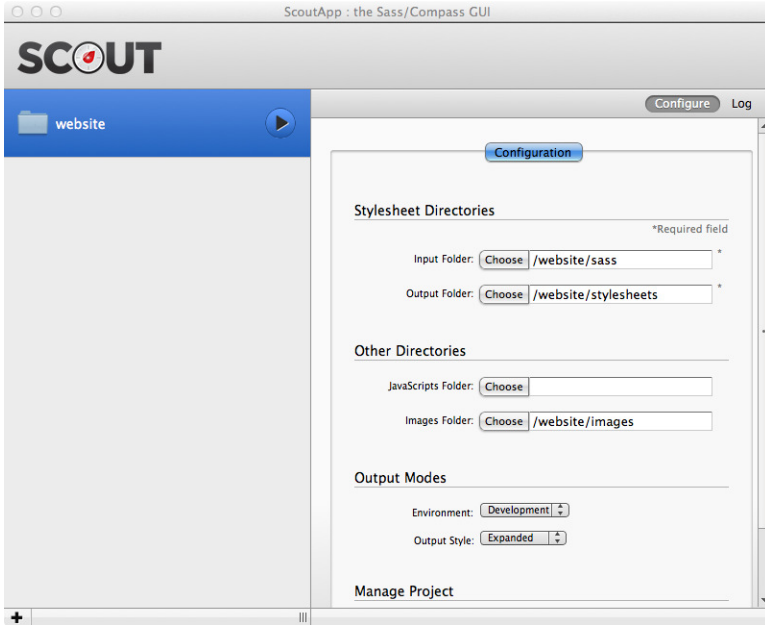 ScoutApp : the Sass/Compass GUI
SCOUT
website
Configure Log
Configuration
Stylesheet Directories
*Required field
Input Folder: Choose /website/sass *
Output Folder: Choose /website/stylesheets *
Other Directories
JavaScripts Folder: Choose
Images Folder: Choose /website/images
Output Modes
Environment: Development
Output Style: Expanded
Manage Project